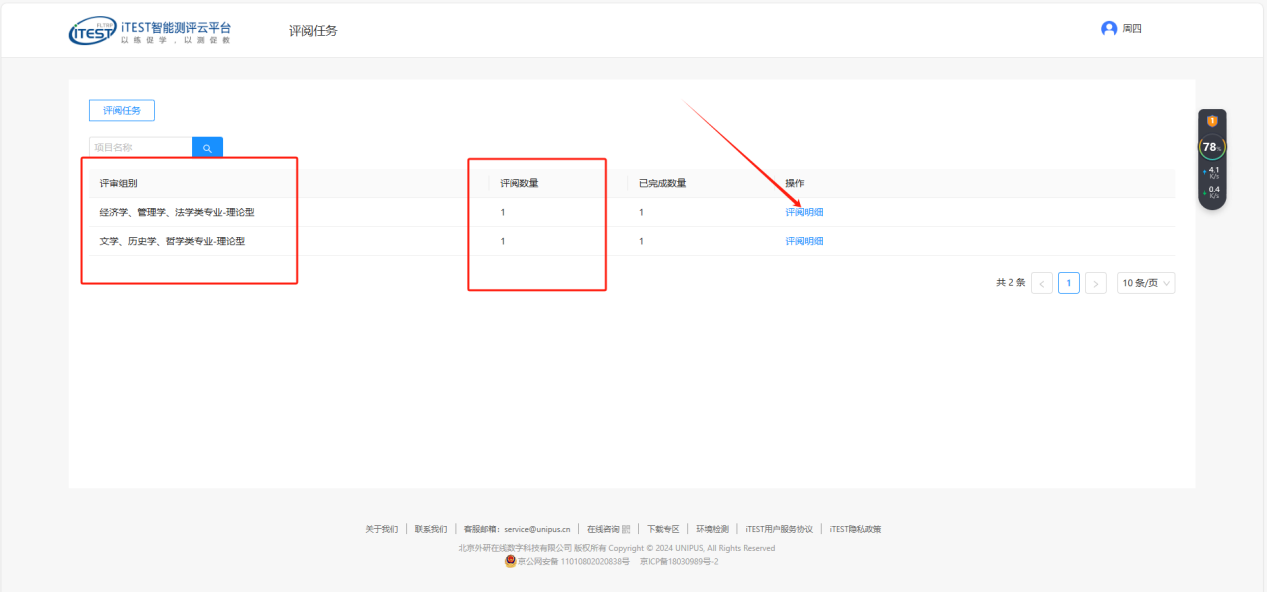 FLTRP
iTEST iTEST智能测评云平台
以练促学，以测促教
评阅任务
周四
评阅任务
项目名称
评审组别 评阅数量 已完成数量 操作
经济学、管理学、法学类专业-理论型 1 1 评阅明细
文学、历史学、哲学类专业-理论型 1 1 评阅明细
共 2 条 < 1 > 10 条/页
1
78%
4.1
K/s
0.4
K/s
关于我们 联系我们 客服邮箱：service@unipus.cn 在线咨询 下载专区 环境检测 iTEST用户服务协议 iTEST隐私政策
北京外研在线数字科技有限公司 版权所有 Copyright © 2024 UNIPUS, All Rights Reserved
京公网安备 11010802020838号 京ICP备18030989号-2